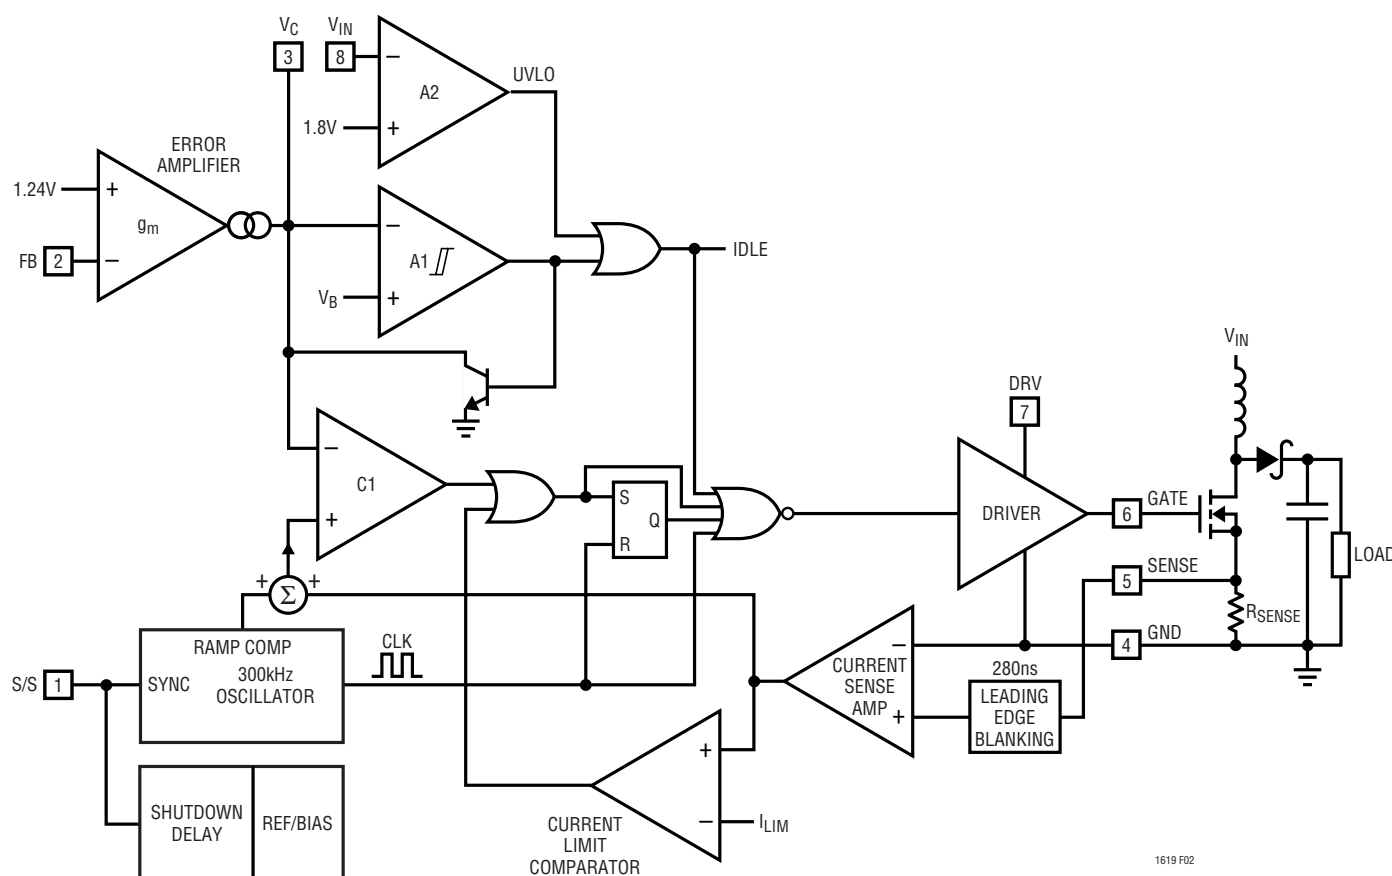 VC
3
VIN
8
−
A2
UVLO
1.8V
+
ERROR
AMPLIFIER
1.24V
+
gm
FB
2
−
−
A1
VB
+
IDLE
VIN
DRV
7
−
C1
+
S
Q
R
DRIVER
6
GATE
5
SENSE
LOAD
RSENSE
4
GND
+
Σ
+
RAMP COMP
300kHz
OSCILLATOR
CLK
S/S
1
SYNC
−
CURRENT
SENSE
AMP
+
280ns
LEADING
EDGE
BLANKING
SHUTDOWN
DELAY
REF/BIAS
+
−
ILIM
CURRENT
LIMIT
COMPARATOR
1619 F02